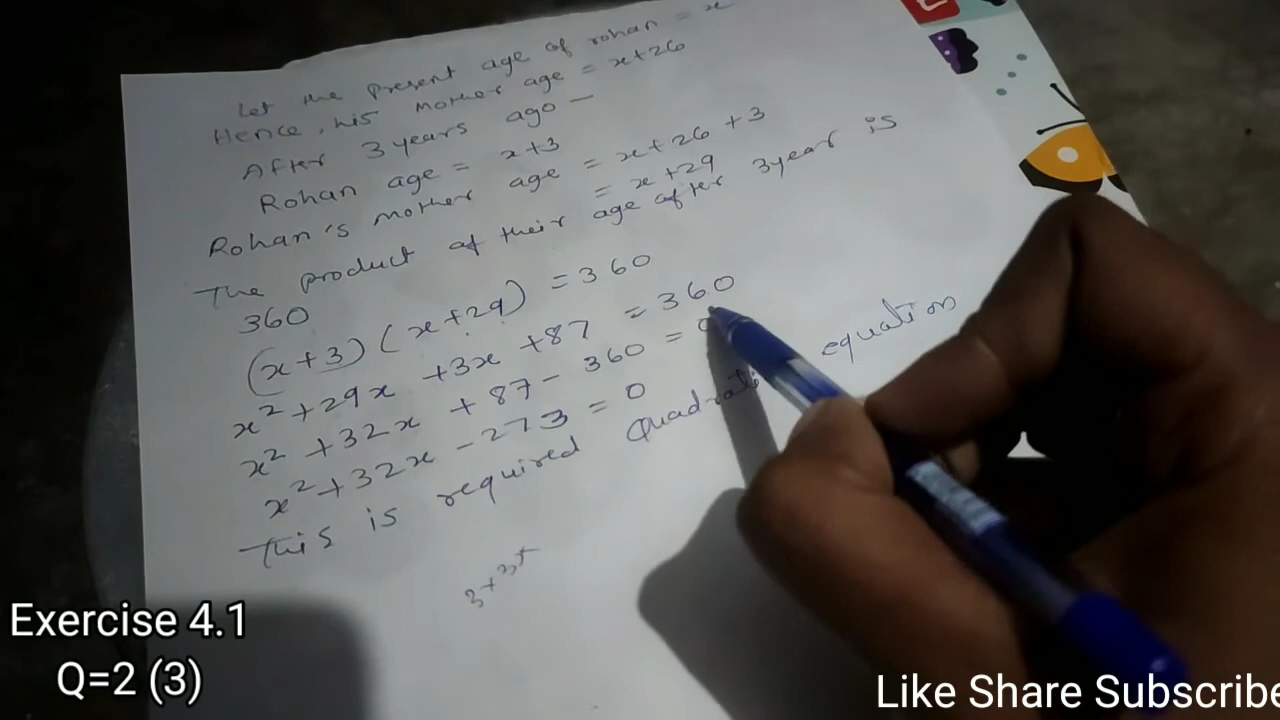 Let the present age of rohan = x
Hence, his mother age = x+26
After 3 years ago —
Rohan age = x+3
Rohan's mother age = x+26 +3
= x+29
The product of their age after 3 year is
360
(x+3) (x+29) = 360
x² + 29x + 3x + 87 = 360
x² + 32x + 87 - 360 = 0
x² + 32x - 273 = 0
This is required quadratic equation
Exercise 4.1
Q=2 (3)
Like Share Subscribe